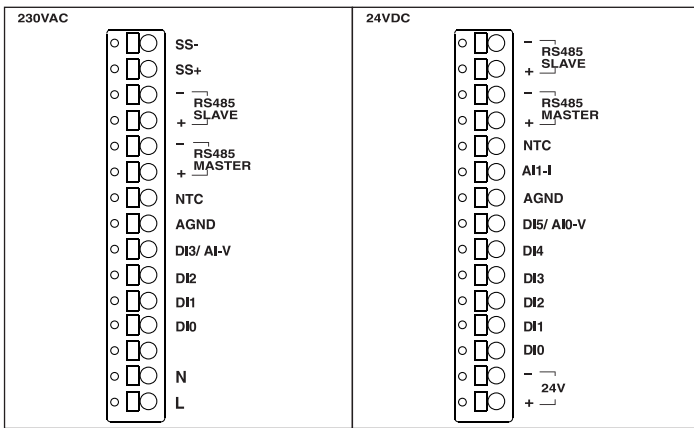 230VAC
SS-
SS+
-
RS485
SLAVE
+
-
RS485
MASTER
+
NTC
AGND
DI3/ AI-V
DI2
DI1
DI0
N
L
24VDC
-
RS485
SLAVE
+
-
RS485
MASTER
+
NTC
AI1-I
AGND
DI5/ AI0-V
DI4
DI3
DI2
DI1
DI0
-
24V
+